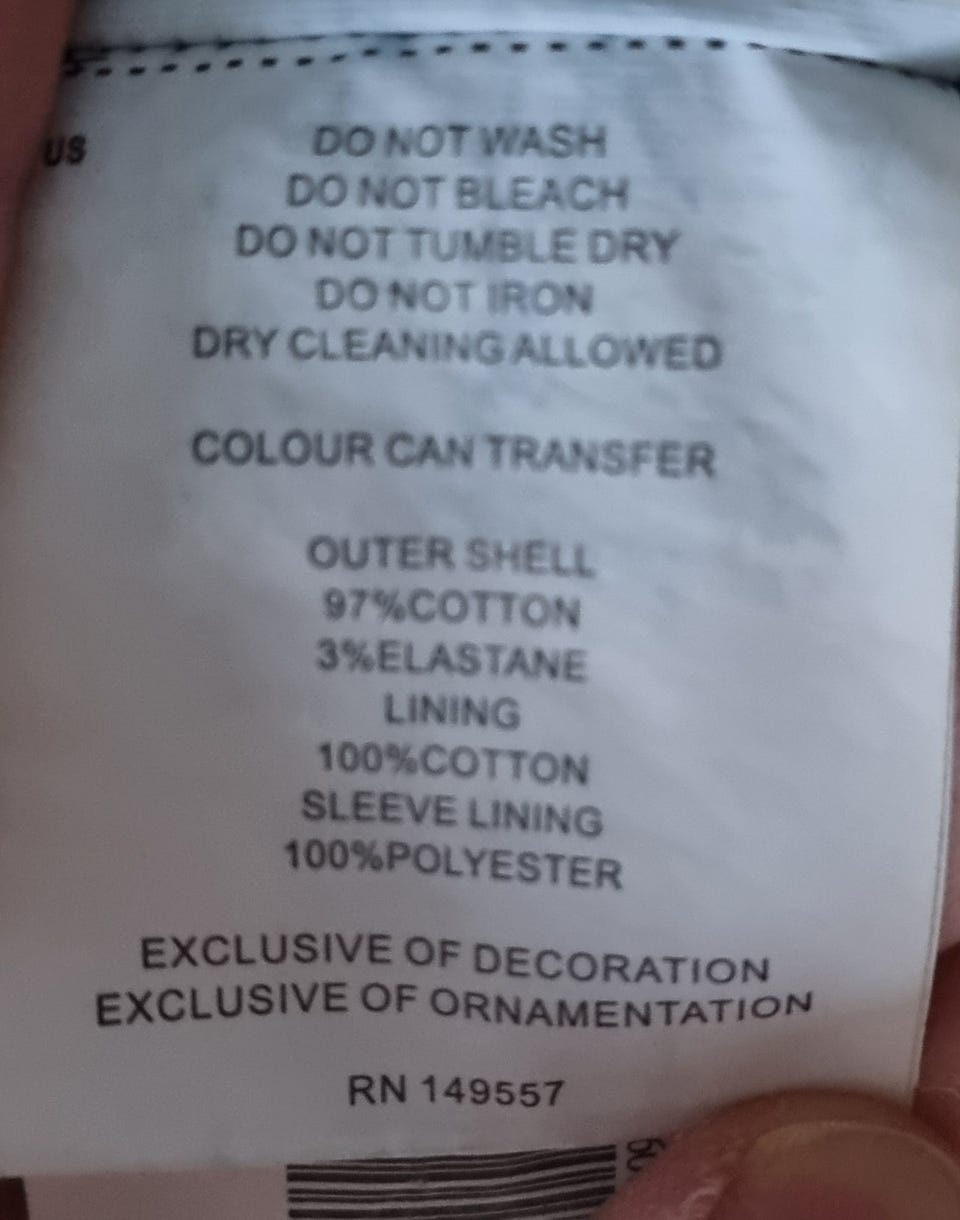 US
DO NOT WASH
DO NOT BLEACH
DO NOT TUMBLE DRY
DO NOT IRON
DRY CLEANING ALLOWED
COLOUR CAN TRANSFER
OUTER SHELL
97%COTTON
3%ELASTANE
LINING
100%COTTON
SLEEVE LINING
100%POLYESTER
EXCLUSIVE OF DECORATION
EXCLUSIVE OF ORNAMENTATION
RN 149557